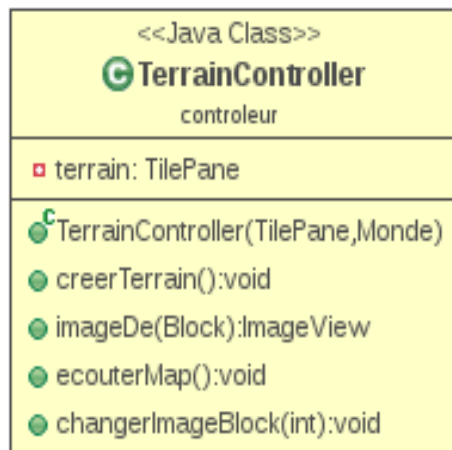 <<Java Class>>
C TerrainController
controleur
terrain: TilePane
C TerrainController(TilePane,Monde)
creerTerrain():void
imageDe(Block):ImageView
ecouterMap():void
changerImageBlock(int):void